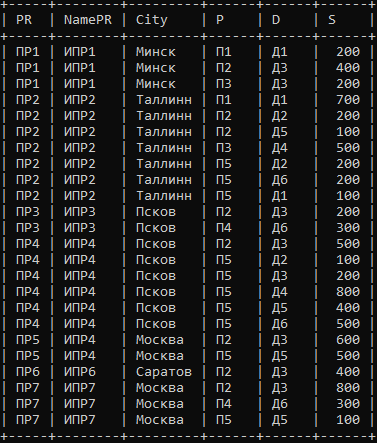 PR | NamePR | City | P | D | S
ПР1 | ИПР1 | Минск | П1 | Д1 | 200
ПР1 | ИПР1 | Минск | П2 | Д3 | 400
ПР1 | ИПР1 | Минск | П3 | Д3 | 200
ПР2 | ИПР2 | Таллинн | П1 | Д1 | 700
ПР2 | ИПР2 | Таллинн | П2 | Д2 | 200
ПР2 | ИПР2 | Таллинн | П2 | Д5 | 100
ПР2 | ИПР2 | Таллинн | П3 | Д4 | 500
ПР2 | ИПР2 | Таллинн | П5 | Д2 | 200
ПР2 | ИПР2 | Таллинн | П5 | Д6 | 200
ПР2 | ИПР2 | Таллинн | П5 | Д1 | 100
ПР3 | ИПР3 | Псков | П2 | Д3 | 200
ПР3 | ИПР3 | Псков | П4 | Д6 | 300
ПР4 | ИПР4 | Псков | П2 | Д3 | 500
ПР4 | ИПР4 | Псков | П5 | Д2 | 100
ПР4 | ИПР4 | Псков | П5 | Д3 | 200
ПР4 | ИПР4 | Псков | П5 | Д4 | 800
ПР4 | ИПР4 | Псков | П5 | Д5 | 400
ПР4 | ИПР4 | Псков | П5 | Д6 | 500
ПР5 | ИПР5 | Москва | П2 | Д3 | 600
ПР5 | ИПР4 | Москва | П5 | Д5 | 500
ПР6 | ИПР6 | Саратов | П2 | Д3 | 400
ПР7 | ИПР7 | Москва | П2 | Д3 | 800
ПР7 | ИПР7 | Москва | П4 | Д6 | 300
ПР7 | ИПР7 | Москва | П5 | Д5 | 100